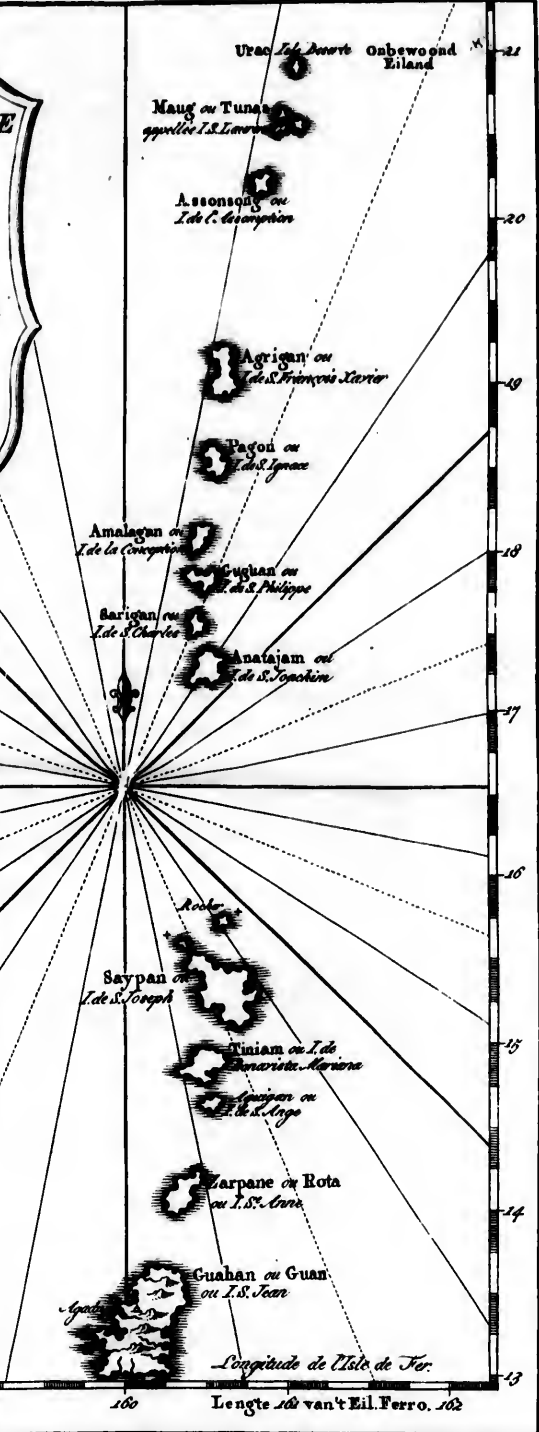 Urac Isle Deserte
Onbewoond
Eiland
21
E
Maug ou Tunas
appellée I.S. Laurens
Assonsong ou
I. de l'Assomption
20
Agrigan ou
I. de S. François Xavier
19
Pagon ou
I. de S. Ignace
Amalagan ou
I. de la Conception
18
Guguan ou
I. de S. Philippe
Sarigan ou
I. de S. Charles
Anatajam ou
I. de S. Joachim
17
16
Roche
Saypan ou
I. de S. Joseph
15
Tiniam ou I. de
Bonavista Mariana
Aguigan ou
I. de S. Ange
Zarpane ou Rota
ou I. Ste. Anne
14
Guahan ou Guan
ou I. S. Jean
Agadna
Longitude de l'Isle de Fer.
13
160 161 162
Lengte van't Eil. Ferro.